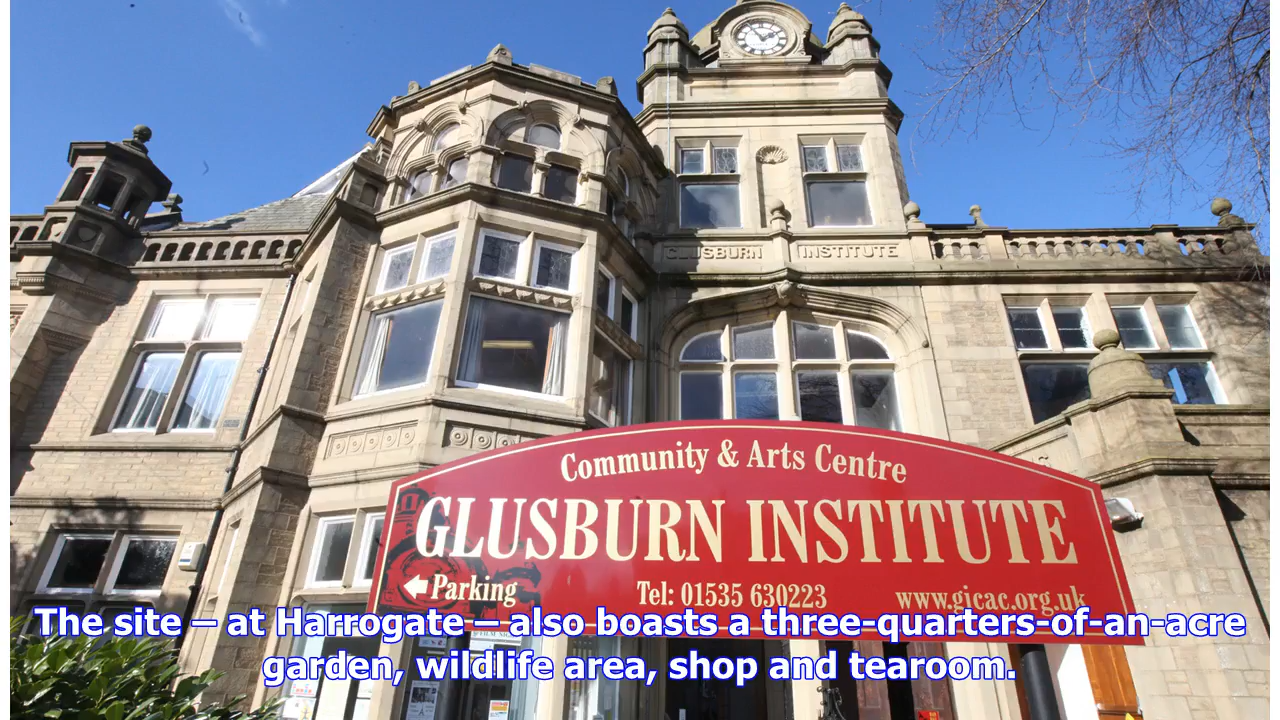 GLUSBURN INSTITUTE
Community & Arts Centre
GLUSBURN INSTITUTE
Parking
Tel: 01535 630223
www.gicac.org.uk
The site – at Harrogate – also boasts a three-quarters-of-an-acre
garden, wildlife area, shop and tearoom.